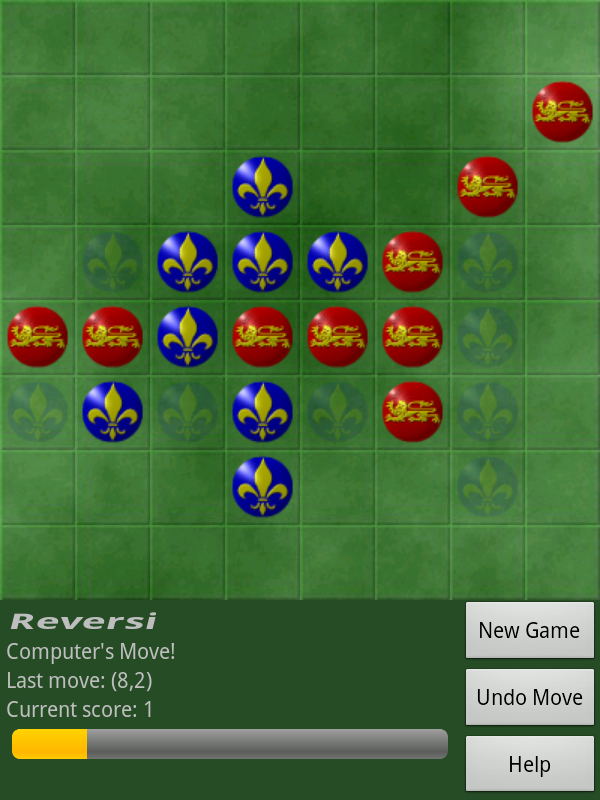 Reversi
Computer's Move!
Last move: (8,2)
Current score: 1
New Game
Undo Move
Help